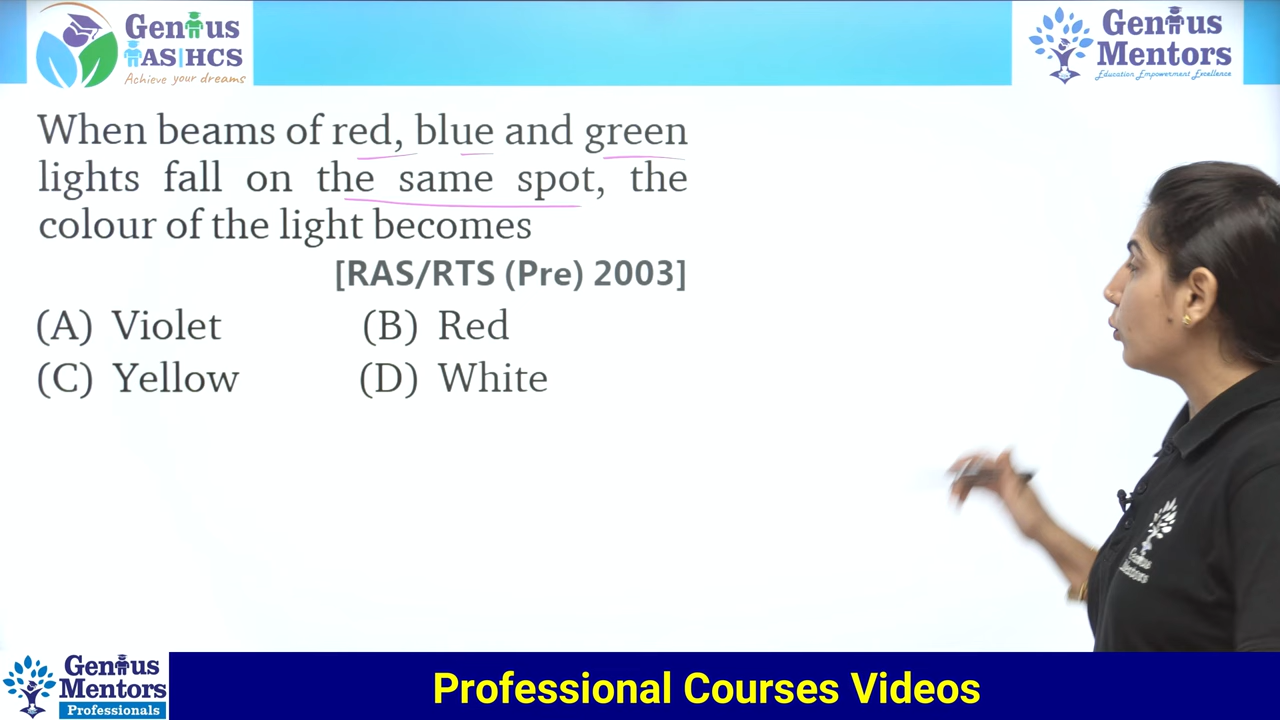 Genius
IAS|HCS
Achieve your dreams
Genius
Mentors
Education Empowerment Excellence
When beams of red, blue and green
lights fall on the same spot, the
colour of the light becomes
[RAS/RTS (Pre) 2003]
(A) Violet (B) Red
(C) Yellow (D) White
Genius
Mentors
Genius
Mentors
Professionals
Professional Courses Videos